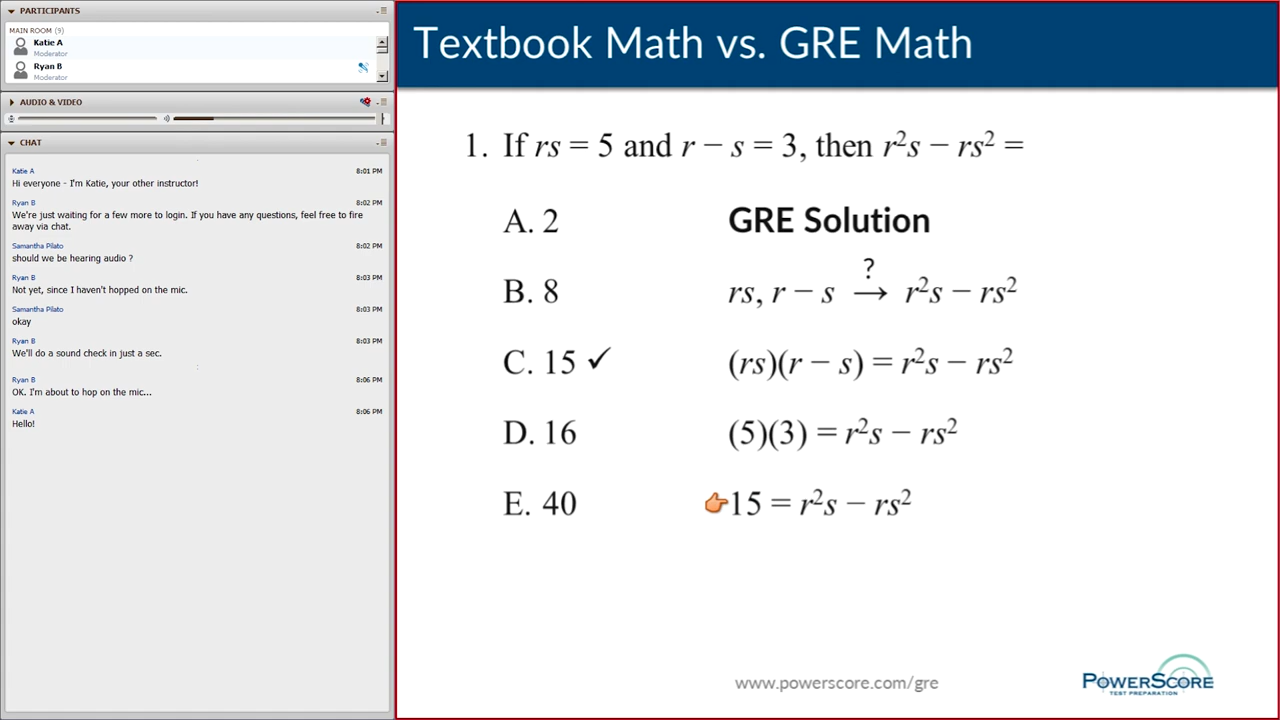 PARTICIPANTS
MAIN ROOM (9)
Katie A
Moderator
Ryan B
Moderator
AUDIO & VIDEO
CHAT
Katie A 8:01 PM
Hi everyone - I'm Katie, your other instructor!
Ryan B 8:02 PM
We're just waiting for a few more to login. If you have any questions, feel free to fire
away via chat.
Samantha Pilato 8:02 PM
should we be hearing audio ?
Ryan B 8:03 PM
Not yet, since I haven't hopped on the mic.
Samantha Pilato 8:03 PM
okay
Ryan B 8:03 PM
We'll do a sound check in just a sec.
Ryan B 8:06 PM
OK. I'm about to hop on the mic...
Katie A 8:06 PM
Hello!
Textbook Math vs. GRE Math
1. If rs = 5 and r − s = 3, then r²s − rs² =
A. 2
B. 8
C. 15 ✓
D. 16
E. 40
GRE Solution
?
rs, r − s → r²s − rs²
(rs)(r − s) = r²s − rs²
(5)(3) = r²s − rs²
15 = r²s − rs²
www.powerscore.com/gre
POWERSCORE
TEST PREPARATION